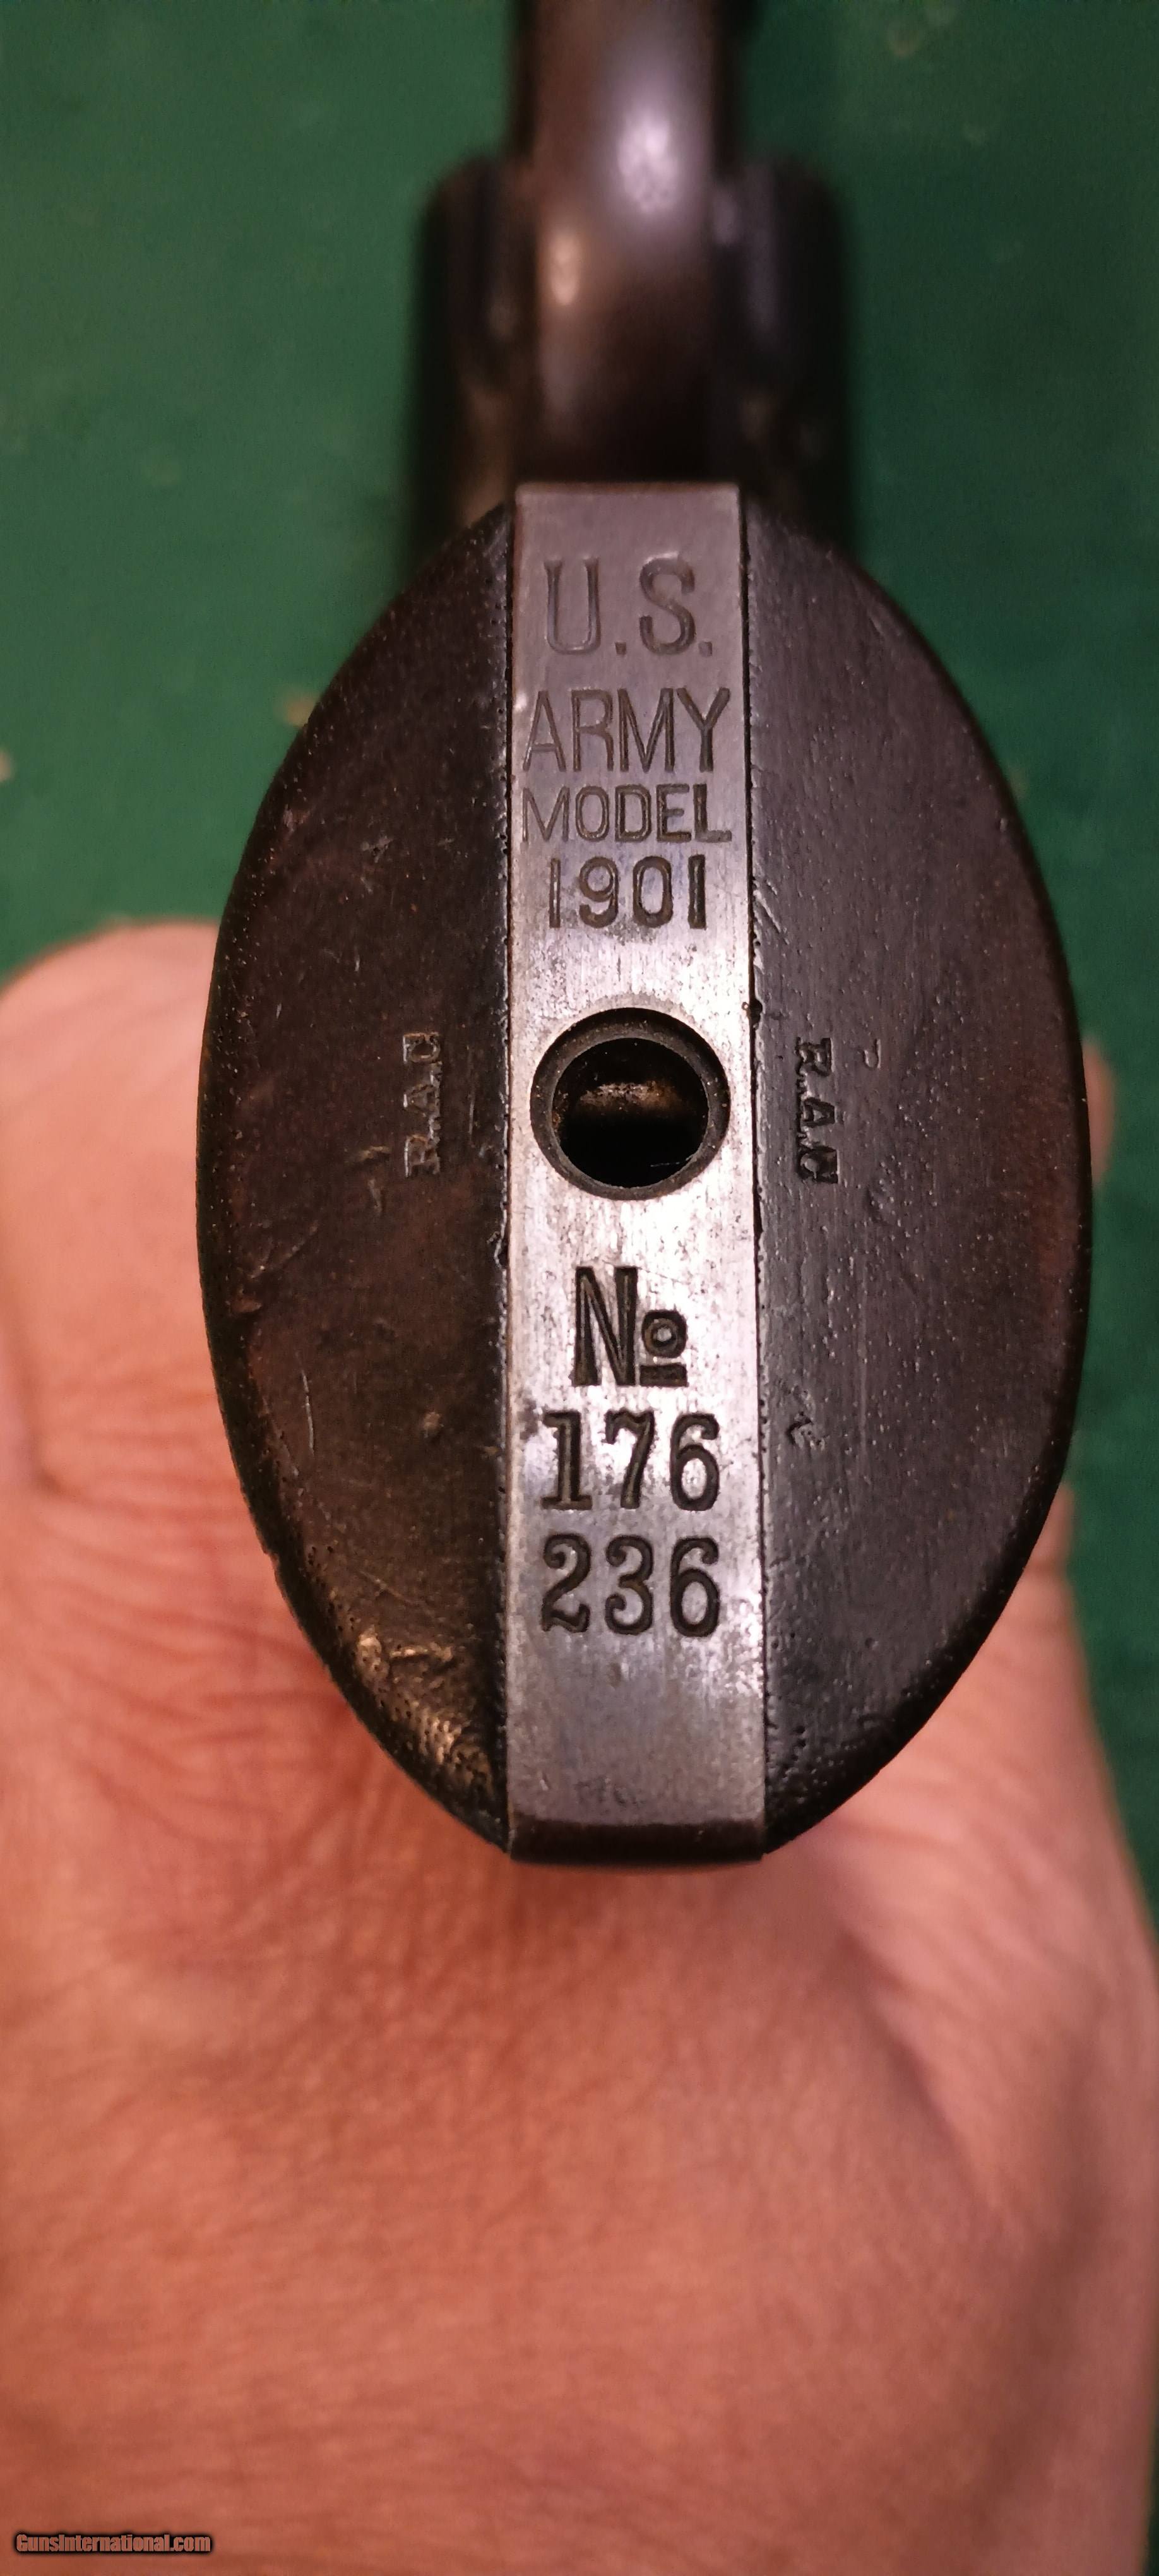 U.S.
ARMY
MODEL
1901
R.A.C
R.A.C
№
176
236
GunsInternational.com